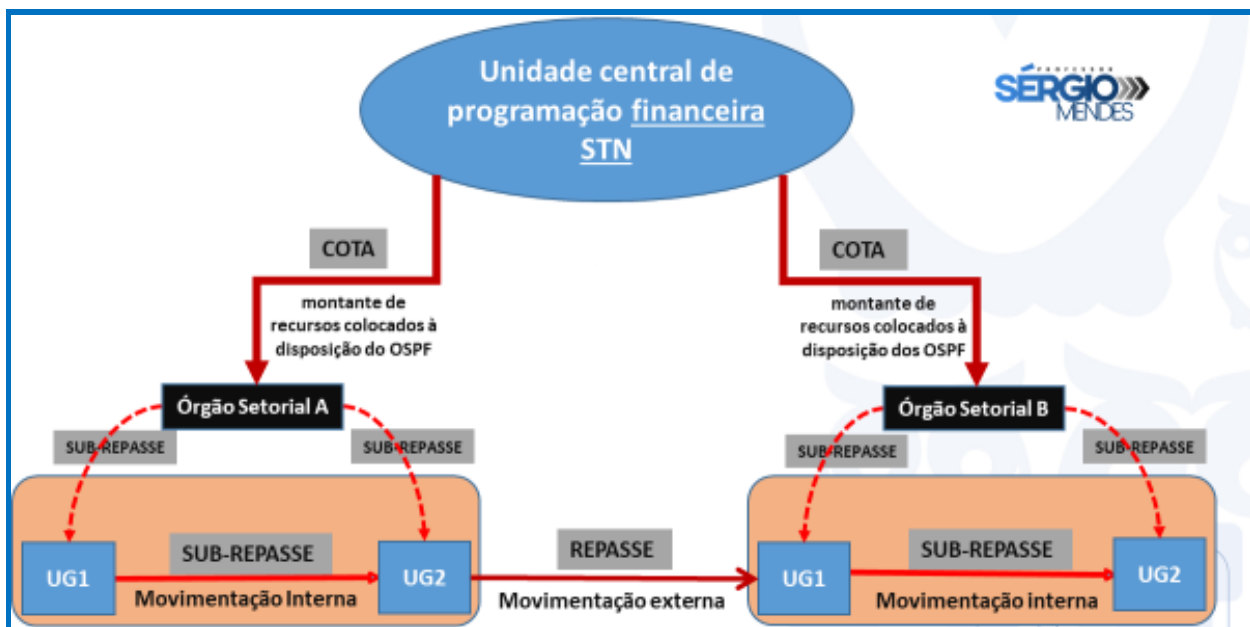 Unidade central de
programação financeira
STN
PROFESSOR
SÉRGIO
MENDES
COTA
montante de
recursos colocados à
disposição do OSPF
COTA
montante de
recursos colocados à
disposição dos OSPF
Órgão Setorial A
Órgão Setorial B
SUB-REPASSE
SUB-REPASSE
SUB-REPASSE
SUB-REPASSE
UG1
SUB-REPASSE
Movimentação Interna
UG2
REPASSE
Movimentação externa
UG1
SUB-REPASSE
Movimentação interna
UG2